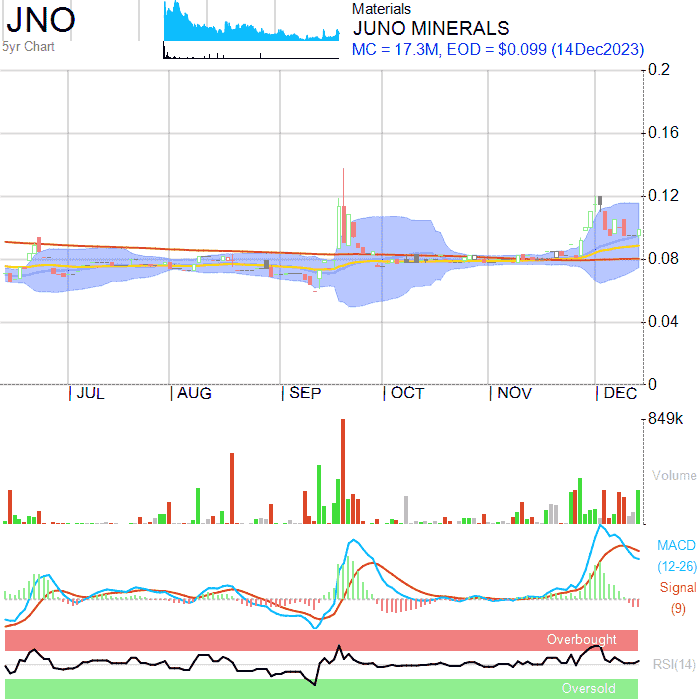 JNO
5yr Chart
Materials
JUNO MINERALS
MC = 17.3M, EOD = $0.099 (14Dec2023)
0.2
0.16
0.12
0.08
0.04
0
JUL AUG SEP OCT NOV DEC
849k
Volume
MACD
(12-26)
Signal
(9)
Overbought
RSI(14)
Oversold